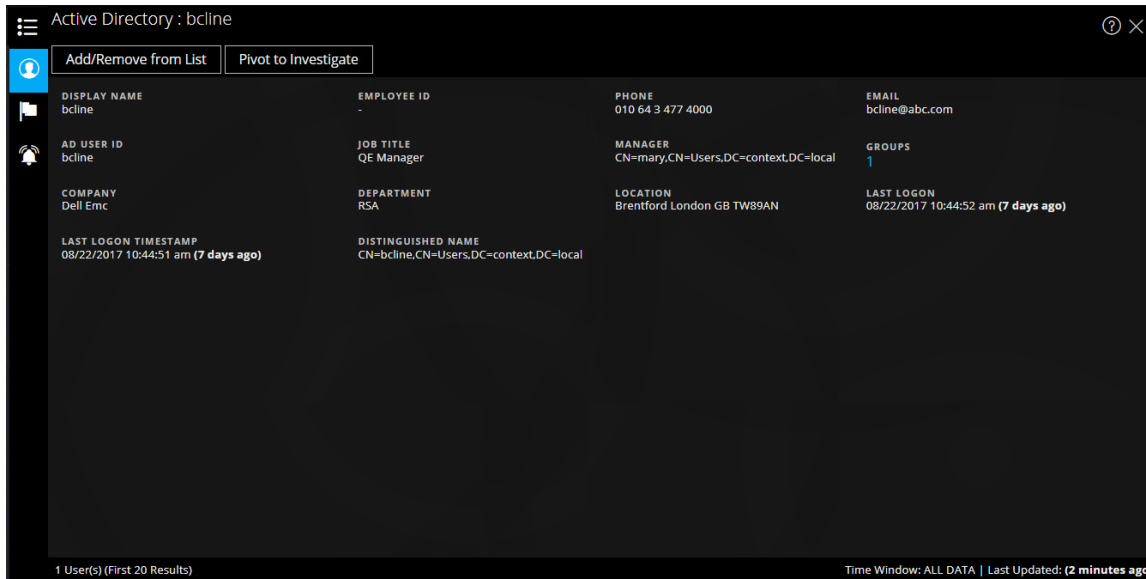 Active Directory : bcline
Add/Remove from List
Pivot to Investigate
DISPLAY NAME
bcline
EMPLOYEE ID
-
PHONE
010 64 3 477 4000
EMAIL
bcline@abc.com
AD USER ID
bcline
JOB TITLE
QE Manager
MANAGER
CN=mary,CN=Users,DC=context,DC=local
GROUPS
1
COMPANY
Dell Emc
DEPARTMENT
RSA
LOCATION
Brentford London GB TW89AN
LAST LOGON
08/22/2017 10:44:52 am (7 days ago)
LAST LOGON TIMESTAMP
08/22/2017 10:44:51 am (7 days ago)
DISTINGUISHED NAME
CN=bcline,CN=Users,DC=context,DC=local
1 User(s) (First 20 Results)
Time Window: ALL DATA | Last Updated: (2 minutes ago